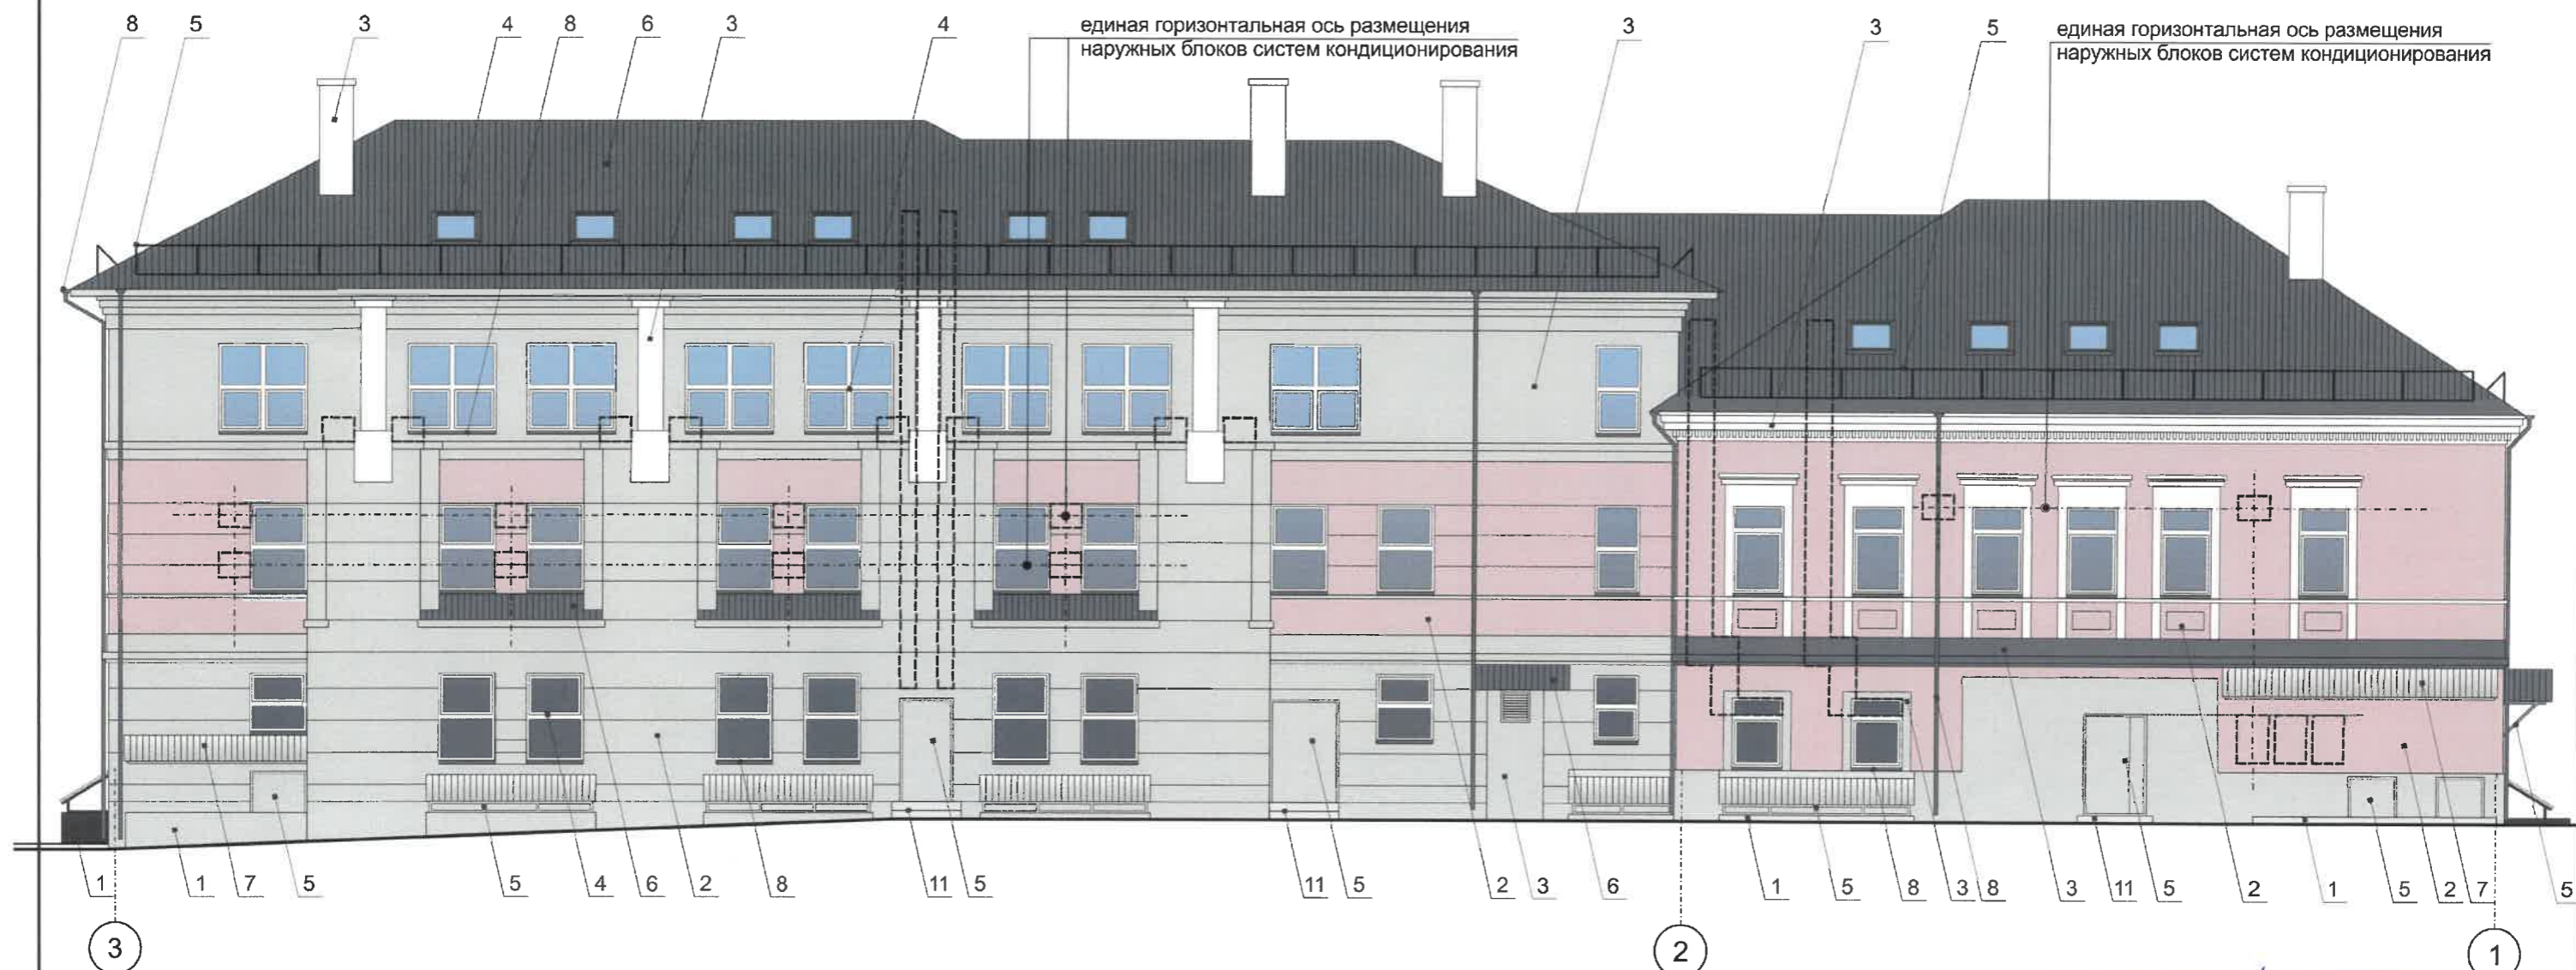 8 5 3 4 8 6 3 4 единая горизонтальная ось размещения 3 3 5 единая горизонтальная ось размещения
наружных блоков систем кондиционирования наружных блоков систем кондиционирования
1 1 7 5 5 4 6 2 8 11 5 11 5 2 3 6 1 5 8 3 8 3 11 5 2 1 5 2 7 5
3 2 1